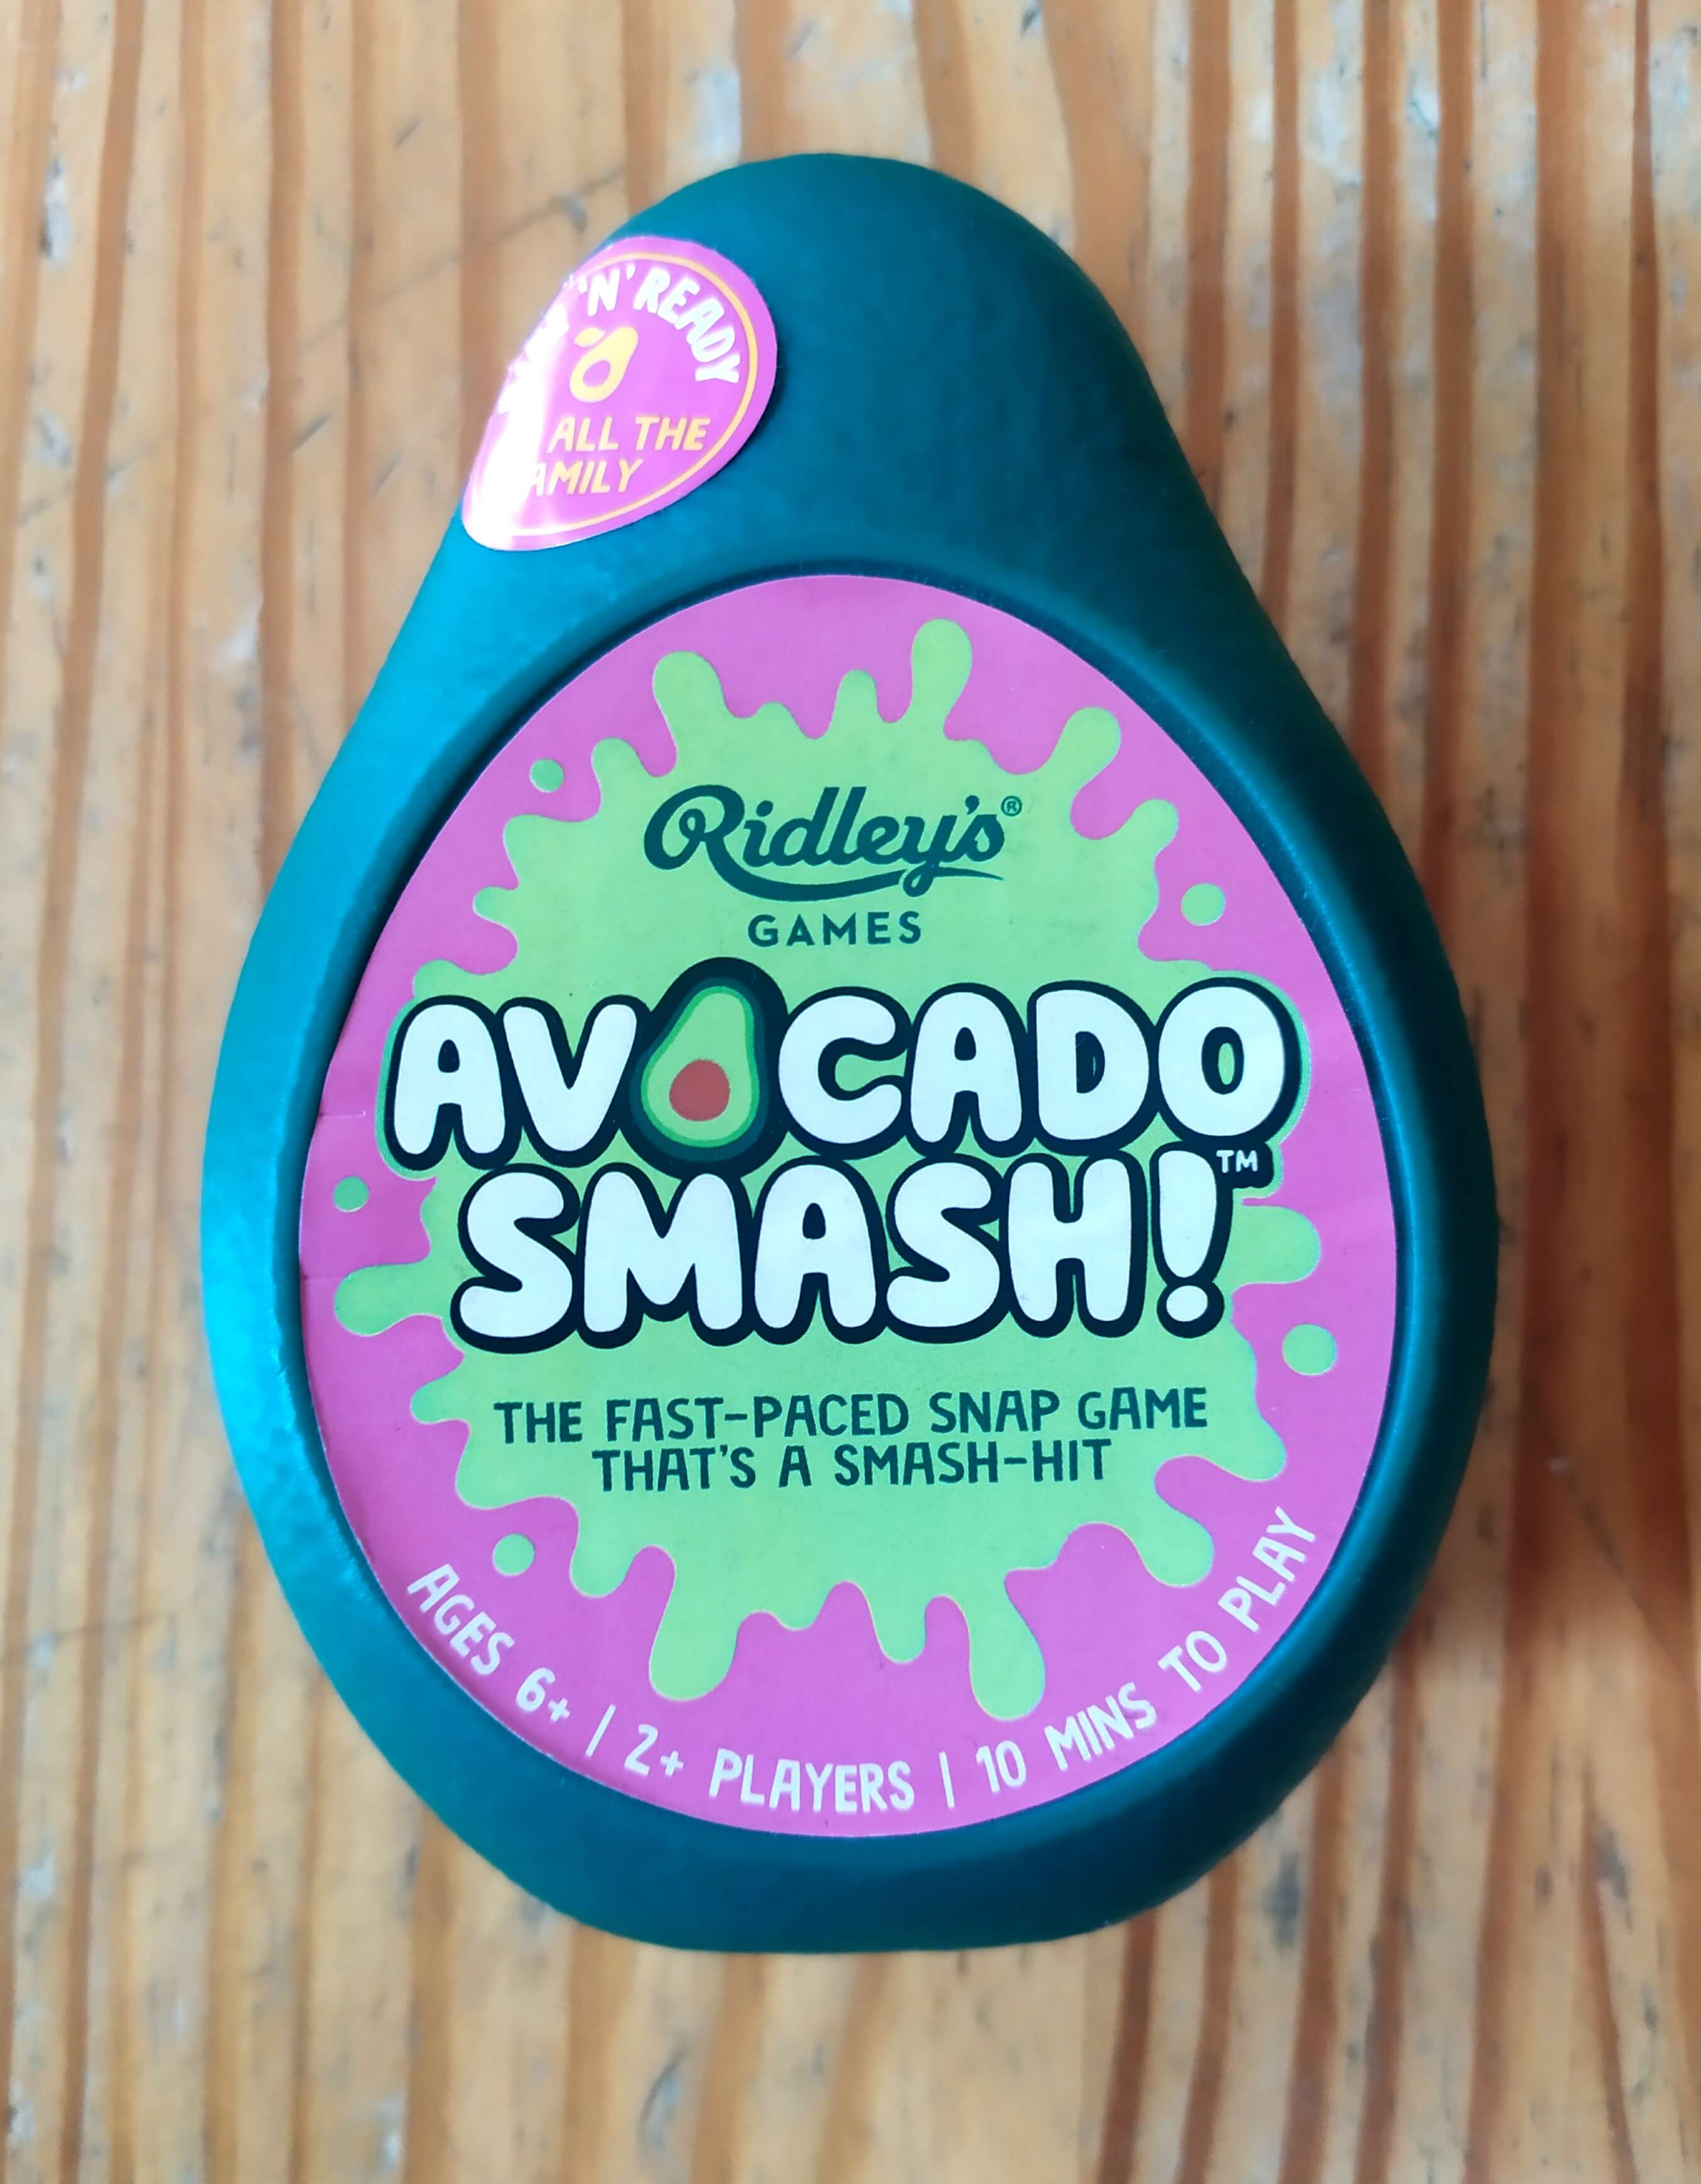 'N' READY
ALL THE
Ridley's®
GAMES
AVOCADO
SMASH!™
THE FAST-PACED SNAP GAME
THAT'S A SMASH-HIT
AGES 6+ | 2+ PLAYERS | 10 MINS TO PLAY